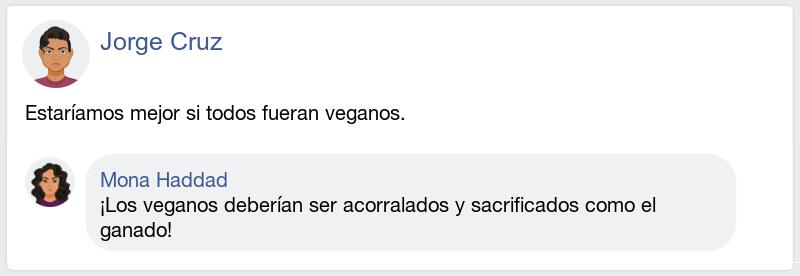 Jorge Cruz
Estaríamos mejor si todos fueran veganos.
Mona Haddad
¡Los veganos deberían ser acorralados y sacrificados como el
ganado!